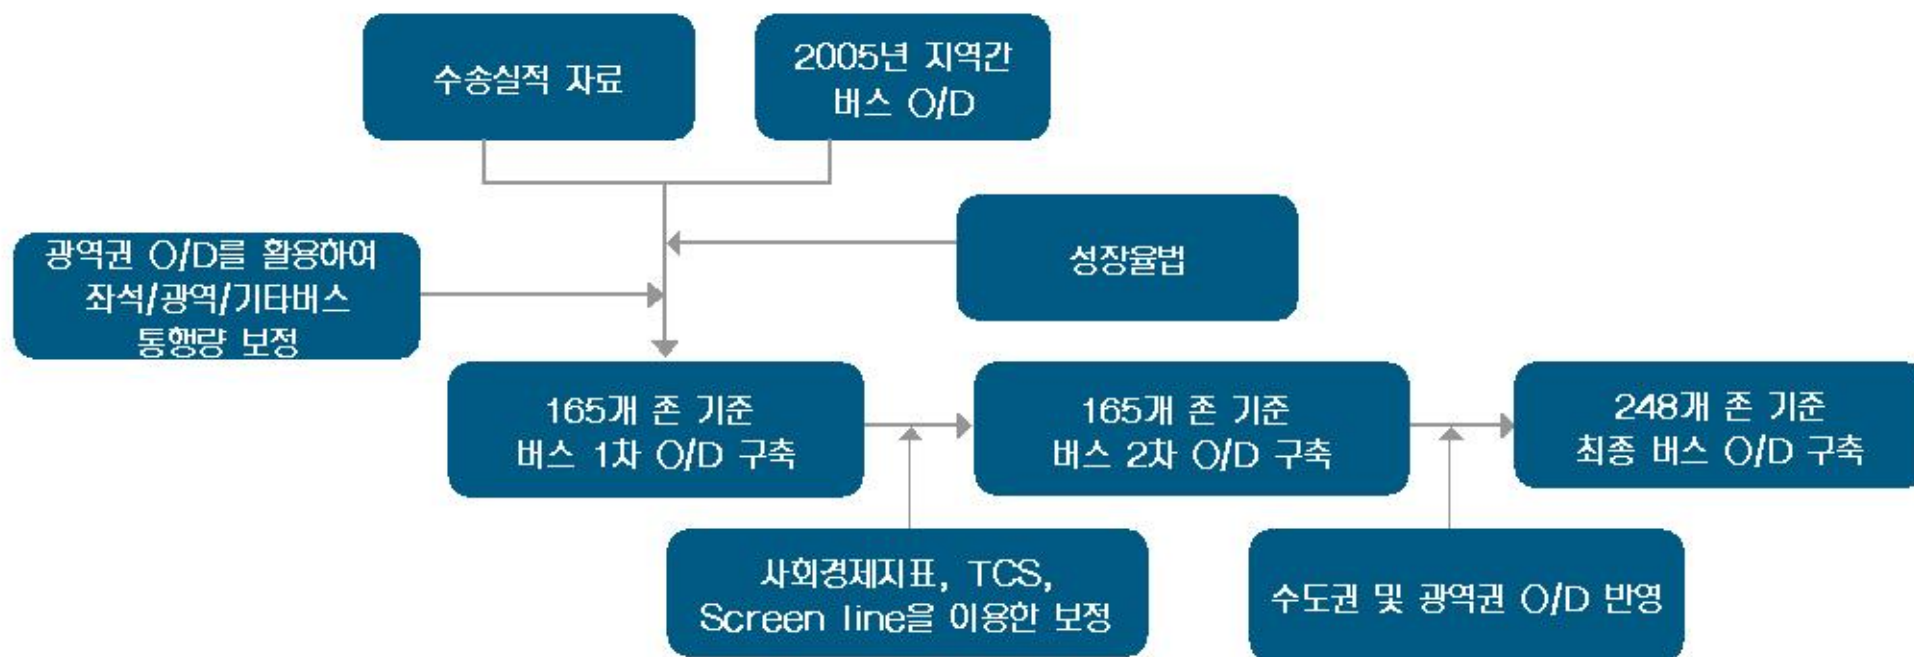 수송실적 자료
2005년 지역간
버스 O/D
성장율법
광역권 O/D를 활용하여
좌석/광역/기타버스
통행량 보정
165개 존 기준
버스 1차 O/D 구축
165개 존 기준
버스 2차 O/D 구축
248개 존 기준
최종 버스 O/D 구축
사회경제지표, TCS,
Screen line을 이용한 보정
수도권 및 광역권 O/D 반영